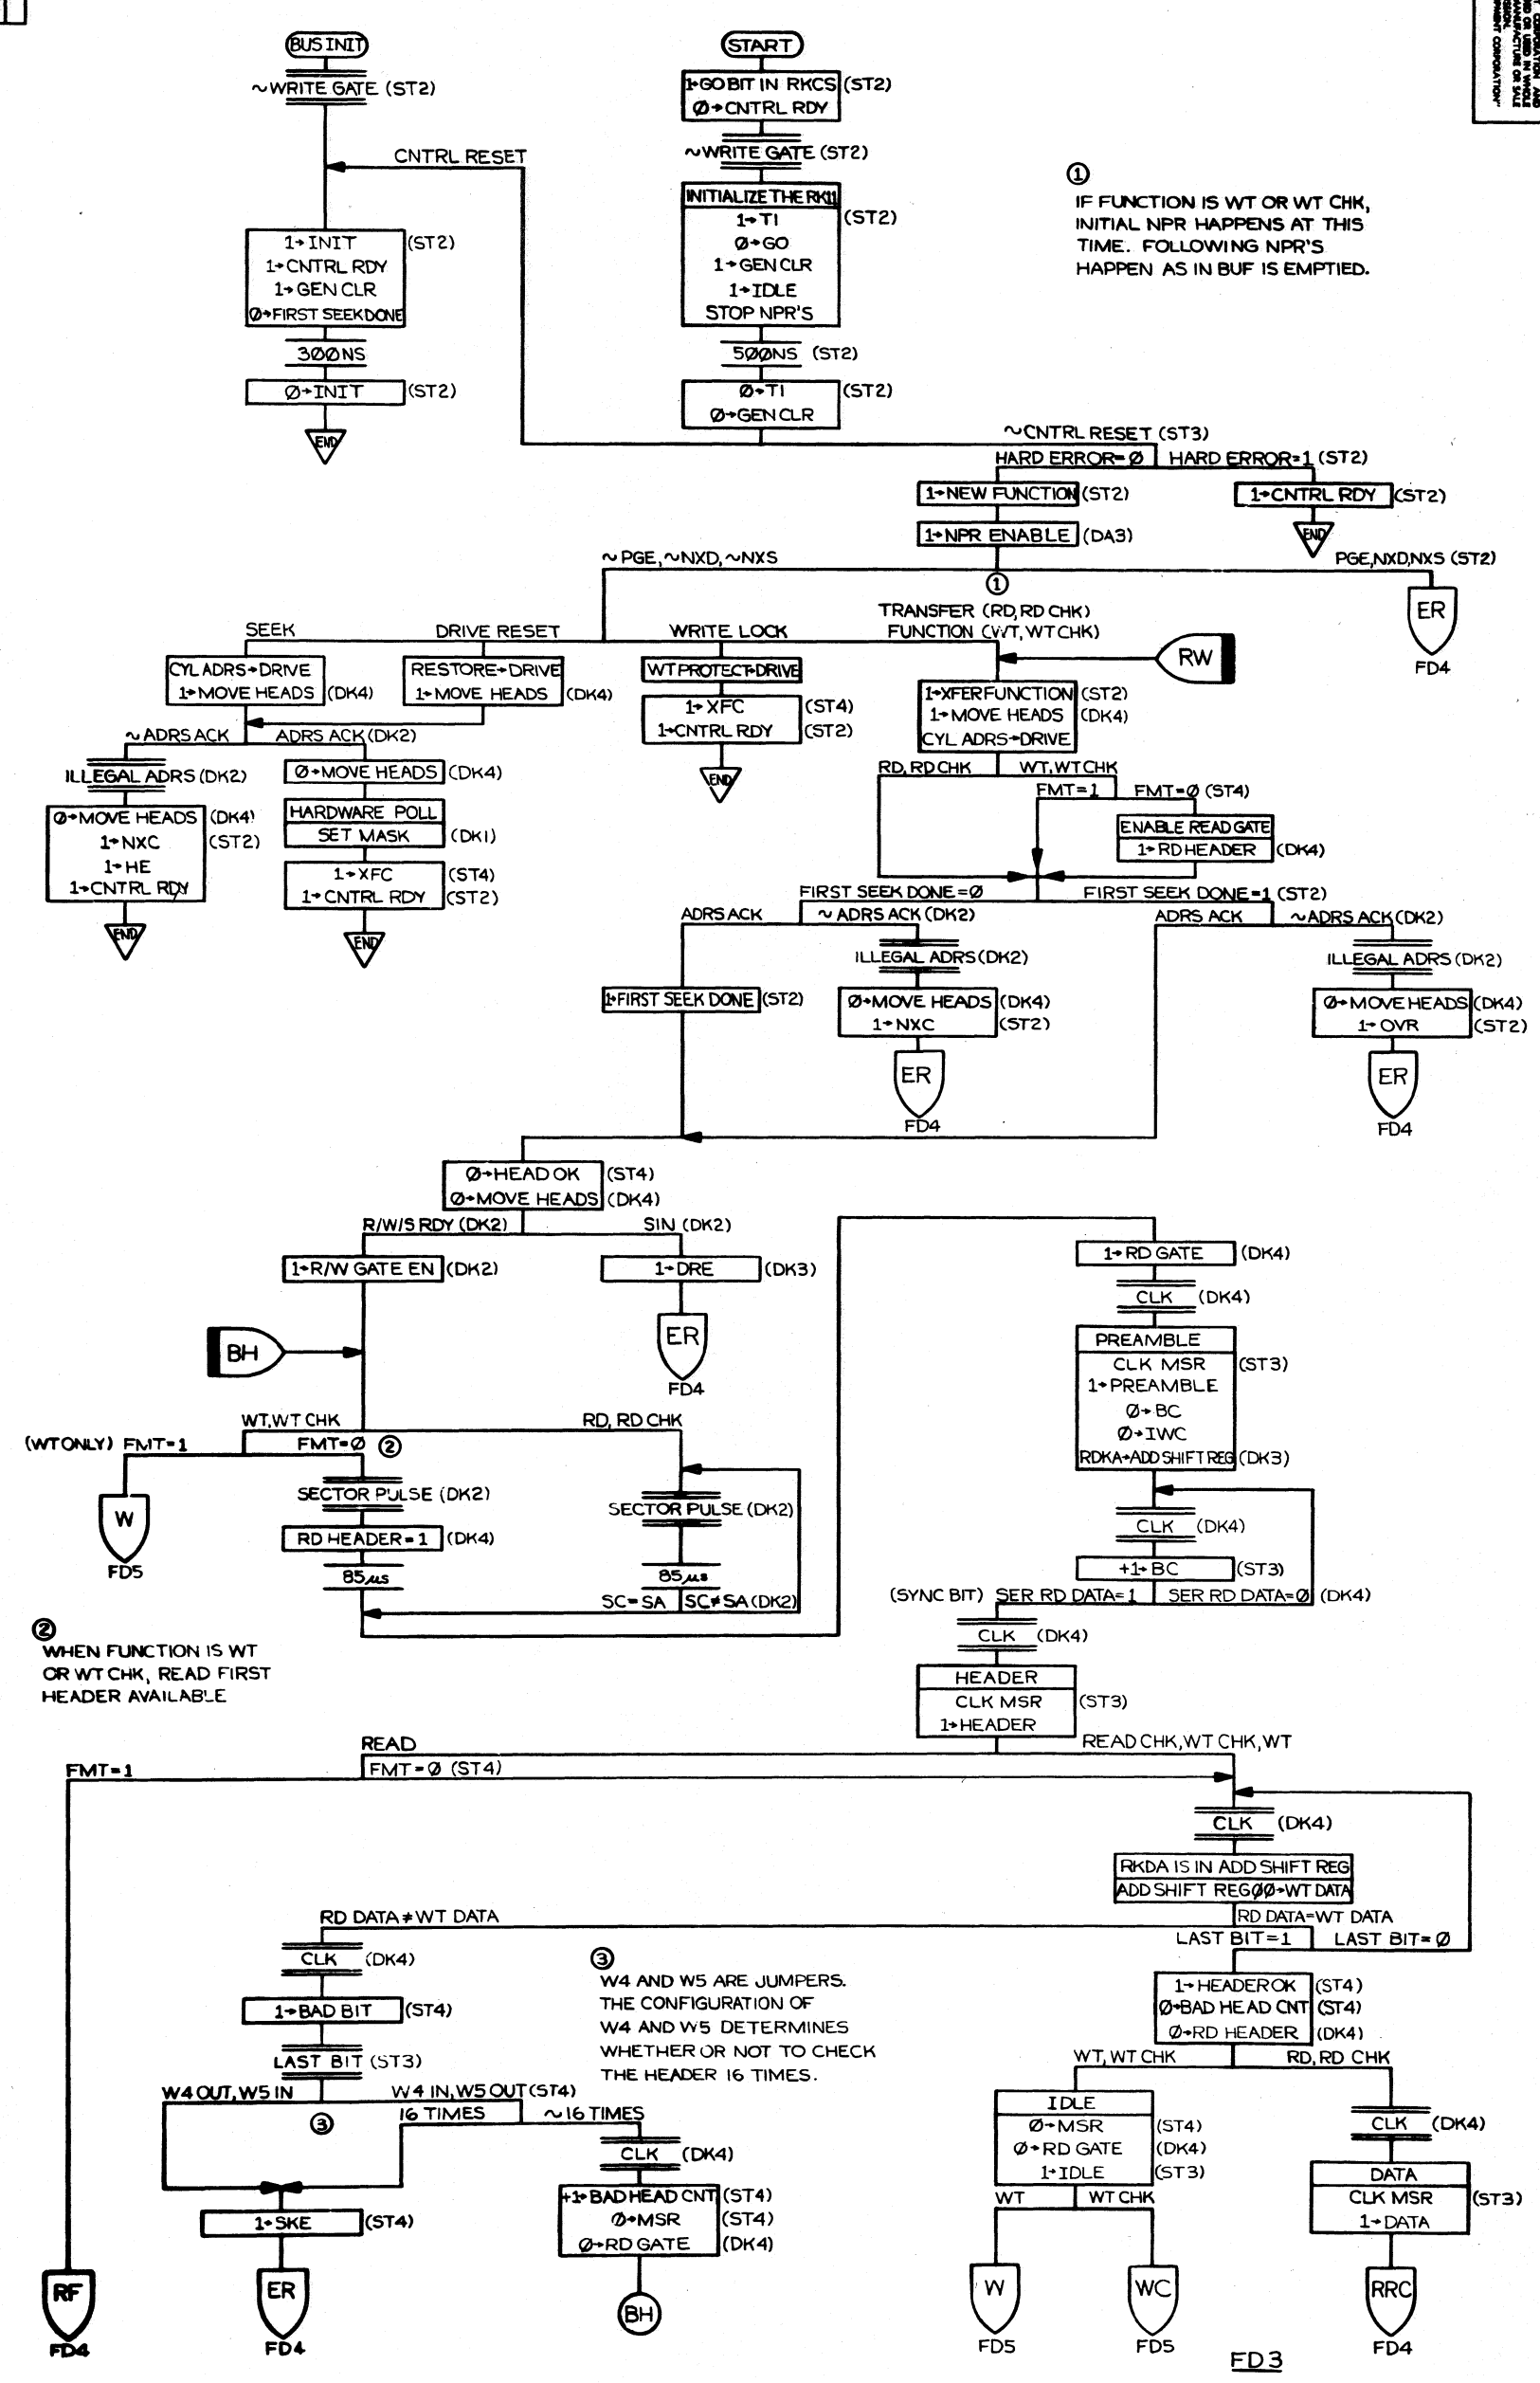 T CORPORATION AND
ED OR USED IN WHOLE
MANUFACTURE OR SALE
SSION.
IPMENT CORPORATION"
BUS INIT
START
~WRITE GATE (ST2)
1→GO BIT IN RKCS (ST2)
Ø→CNTRL RDY
~WRITE GATE (ST2)
CNTRL RESET
INITIALIZE THE RK11
1→TI (ST2)
Ø→GO
1→GEN CLR
1→IDLE
STOP NPR'S
1→INIT (ST2)
1→CNTRL RDY
1→GEN CLR
Ø→FIRST SEEK DONE
3ØØNS
Ø→INIT (ST2)
END
5ØØNS (ST2)
Ø→TI (ST2)
Ø→GEN CLR
1
IF FUNCTION IS WT OR WT CHK,
INITIAL NPR HAPPENS AT THIS
TIME. FOLLOWING NPR'S
HAPPEN AS IN BUF IS EMPTIED.
~CNTRL RESET (ST3)
HARD ERROR=Ø HARD ERROR=1 (ST2)
1→NEW FUNCTION (ST2)
1→CNTRL RDY (ST2)
1→NPR ENABLE (DA3)
END
~PGE,~NXD,~NXS
PGE,NXD,NXS (ST2)
1
ER
FD4
TRANSFER (RD,RD CHK)
SEEK
DRIVE RESET
WRITE LOCK
FUNCTION (WT,WT CHK)
RW
CYL ADRS→DRIVE
1→MOVE HEADS (DK4)
RESTORE→DRIVE
1→MOVE HEADS (DK4)
WT PROTECT→DRIVE
1→XFC (ST4)
1→CNTRL RDY (ST2)
END
1→XFER FUNCTION (ST2)
1→MOVE HEADS (DK4)
CYL ADRS→DRIVE
~ADRS ACK ADRS ACK (DK2)
ILLEGAL ADRS (DK2)
Ø→MOVE HEADS (DK4)
1→NXC (ST2)
1→HE
1→CNTRL RDY
END
Ø→MOVE HEADS (DK4)
HARDWARE POLL
SET MASK (DK1)
1→XFC (ST4)
1→CNTRL RDY (ST2)
END
RD, RD CHK WT, WT CHK
FMT=1 FMT=Ø (ST4)
ENABLE READ GATE
1→RD HEADER (DK4)
FIRST SEEK DONE=Ø FIRST SEEK DONE=1 (ST2)
ADRS ACK ~ADRS ACK (DK2)
ADRS ACK ~ADRS ACK (DK2)
ILLEGAL ADRS (DK2)
ILLEGAL ADRS (DK2)
1→FIRST SEEK DONE (ST2)
Ø→MOVE HEADS (DK4)
1→NXC (ST2)
Ø→MOVE HEADS (DK4)
1→OVR (ST2)
ER
FD4
ER
FD4
Ø→HEAD OK (ST4)
Ø→MOVE HEADS (DK4)
R/W/S RDY (DK2) SIN (DK2)
1→R/W GATE EN (DK2)
1→DRE (DK3)
ER
FD4
BH
WT, WT CHK
RD, RD CHK
(WT ONLY) FMT=1 FMT=Ø 2
W
FD5
SECTOR PULSE (DK2)
RD HEADER=1 (DK4)
85µs
SECTOR PULSE (DK2)
85µs
SC=SA SC≠SA (DK2)
2
WHEN FUNCTION IS WT
OR WT CHK, READ FIRST
HEADER AVAILABLE
1→RD GATE (DK4)
CLK (DK4)
PREAMBLE
CLK MSR (ST3)
1→PREAMBLE
Ø→BC
Ø→IWC
RDKA→ADD SHIFT REG (DK3)
CLK (DK4)
+1→BC (ST3)
(SYNC BIT) SER RD DATA=1 SER RD DATA=Ø (DK4)
CLK (DK4)
HEADER
CLK MSR (ST3)
1→HEADER
READ
READ CHK, WT CHK, WT
FMT=1
FMT=Ø (ST4)
CLK (DK4)
RKDA IS IN ADD SHIFT REG
ADD SHIFT REG ØØ→WT DATA
RD DATA≠WT DATA
RD DATA=WT DATA
LAST BIT=1 LAST BIT=Ø
CLK (DK4)
1→BAD BIT (ST4)
LAST BIT (ST3)
W4 OUT, W5 IN W4 IN, W5 OUT (ST4)
3
16 TIMES ~16 TIMES
3
W4 AND W5 ARE JUMPERS.
THE CONFIGURATION OF
W4 AND W5 DETERMINES
WHETHER OR NOT TO CHECK
THE HEADER 16 TIMES.
1→HEADER OK (ST4)
Ø→BAD HEAD CNT (ST4)
Ø→RD HEADER (DK4)
WT, WT CHK
RD, RD CHK
IDLE
Ø→MSR (ST4)
Ø→RD GATE (DK4)
1→IDLE (ST3)
WT WT CHK
CLK (DK4)
DATA
CLK MSR (ST3)
1→DATA
CLK (DK4)
+1→BAD HEAD CNT (ST4)
Ø→MSR (ST4)
Ø→RD GATE (DK4)
1→SKE (ST4)
RF
FD4
ER
FD4
BH
W
FD5
WC
FD5
RRC
FD4
FD3